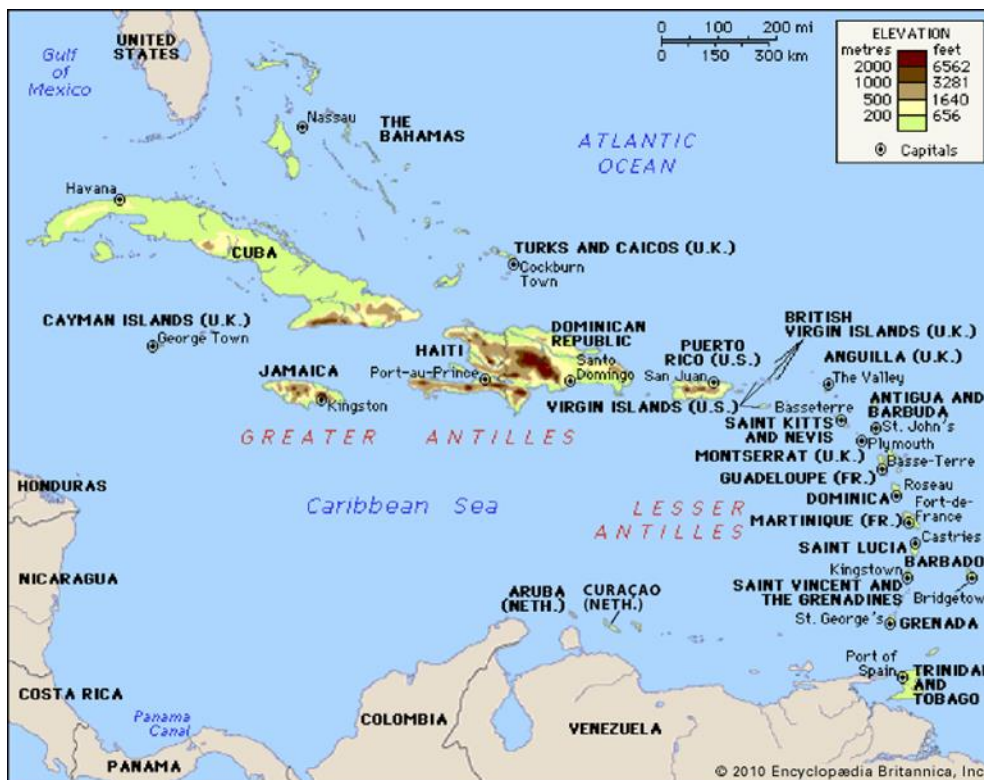 UNITED
STATES
Gulf
of
Mexico
0 100 200 mi
0 150 300 km
ELEVATION
metres feet
2000 6562
1000 3281
500 1640
200 656
Capitals
Nassau
THE
BAHAMAS
ATLANTIC
OCEAN
Havana
CUBA
TURKS AND CAICOS (U.K.)
Cockburn
Town
CAYMAN ISLANDS (U.K.)
George Town
JAMAICA
Kingston
HAITI
Port-au-Prince
DOMINICAN
REPUBLIC
Santo
Domingo
PUERTO
RICO (U.S.)
San Juan
BRITISH
VIRGIN ISLANDS (U.K.)
VIRGIN ISLANDS (U.S.)
ANGUILLA (U.K.)
The Valley
Basseterre
SAINT KITTS
AND NEVIS
ANTIGUA AND
BARBUDA
St. John's
Plymouth
MONTSERRAT (U.K.)
Basse-Terre
GUADELOUPE (FR.)
Roseau
DOMINICA
Fort-de-
France
MARTINIQUE (FR.)
Castries
SAINT LUCIA
Kingstown
BARBADO
SAINT VINCENT AND
THE GRENADINES
Bridgetow
St. George's
GRENADA
Port of
Spain
TRINIDAD
AND
TOBAGO
GREATER ANTILLES
LESSER
ANTILLES
Caribbean Sea
HONDURAS
NICARAGUA
COSTA RICA
Panama
Canal
PANAMA
COLOMBIA
VENEZUELA
ARUBA
(NETH.)
CURAÇAO
(NETH.)
© 2010 Encyclopædia Britannica, Inc